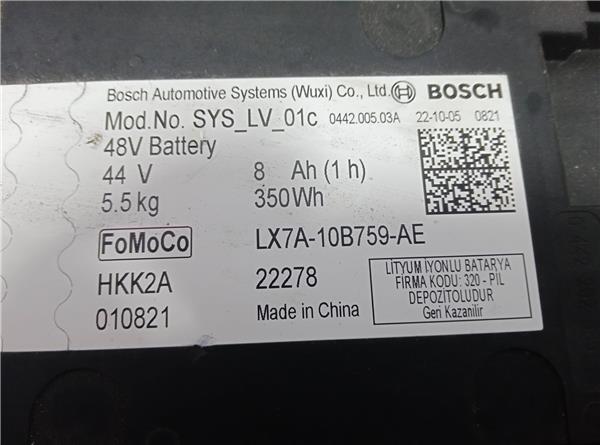 Bosch Automotive Systems (Wuxi) Co., Ltd. BOSCH
Mod.No. SYS_LV_01c 0442.005.03A 22-10-05 0821
48V Battery
44 V 8 Ah (1 h)
5.5 kg 350Wh
FoMoCo LX7A-10B759-AE
HKK2A 22278
010821 Made in China
LİTYUM İYONLU BATARYA
FİRMA KODU: 320 - PIL
DEPOZİTOLUDUR
Geri Kazanilir